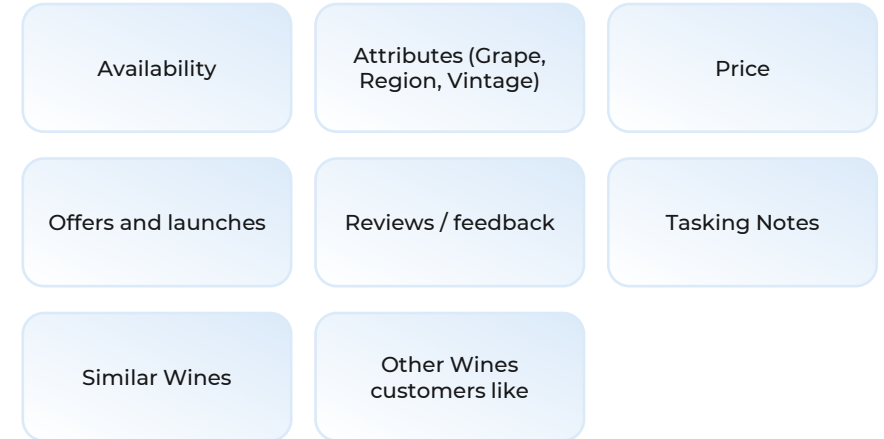 Availability
Attributes (Grape,
Region, Vintage)
Price
Offers and launches
Reviews / feedback
Tasking Notes
Similar Wines
Other Wines
customers like